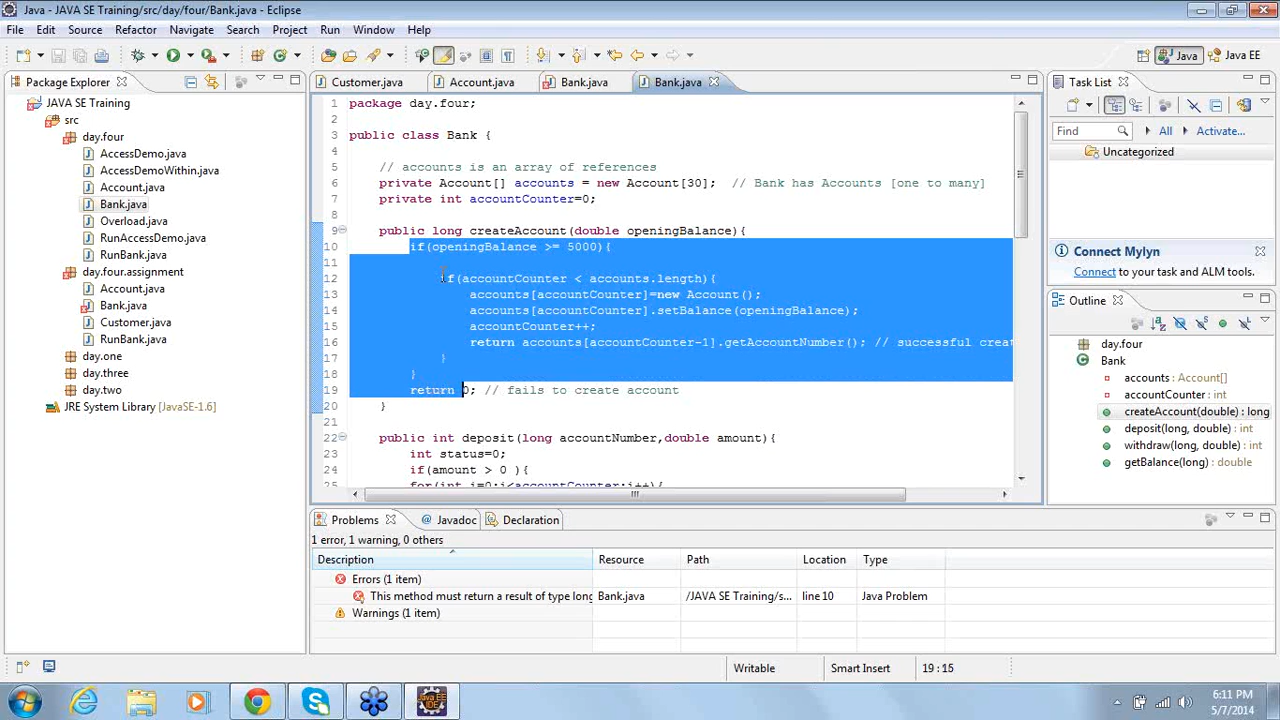 Java - JAVA SE Training/src/day/four/Bank.java - Eclipse
File Edit Source Refactor Navigate Search Project Run Window Help
Java Java EE
Package Explorer
JAVA SE Training
src
day.four
AccessDemo.java
AccessDemoWithin.java
Account.java
Bank.java
Overload.java
RunAccessDemo.java
RunBank.java
day.four.assignment
Account.java
Bank.java
Customer.java
RunBank.java
day.one
day.three
day.two
JRE System Library [JavaSE-1.6]
Customer.java Account.java Bank.java Bank.java
1 package day.four;
2
3 public class Bank {
4
5 // accounts is an array of references
6 private Account[] accounts = new Account[30]; // Bank has Accounts [one to many]
7 private int accountCounter=0;
8
9 public long createAccount(double openingBalance){
10 if(openingBalance >= 5000){
11
12 if(accountCounter < accounts.length){
13 accounts[accountCounter]=new Account();
14 accounts[accountCounter].setBalance(openingBalance);
15 accountCounter++;
16 return accounts[accountCounter-1].getAccountNumber(); // successful creat
17 }
18 }
19 return 0; // fails to create account
20 }
21
22 public int deposit(long accountNumber,double amount){
23 int status=0;
24 if(amount > 0 ){
25 for(int i=0;i<accountCounter;i++){
Task List
Find All Activate...
Uncategorized
Connect Mylyn
Connect to your task and ALM tools.
Outline
day.four
Bank
accounts : Account[]
accountCounter : int
createAccount(double) : long
deposit(long, double) : int
withdraw(long, double) : int
getBalance(long) : double
Problems @ Javadoc Declaration
1 error, 1 warning, 0 others
Description Resource Path Location Type
Errors (1 item)
This method must return a result of type long Bank.java /JAVA SE Training/s... line 10 Java Problem
Warnings (1 item)
Writable Smart Insert 19 : 15
Java EE IDE
6:11 PM
5/7/2014